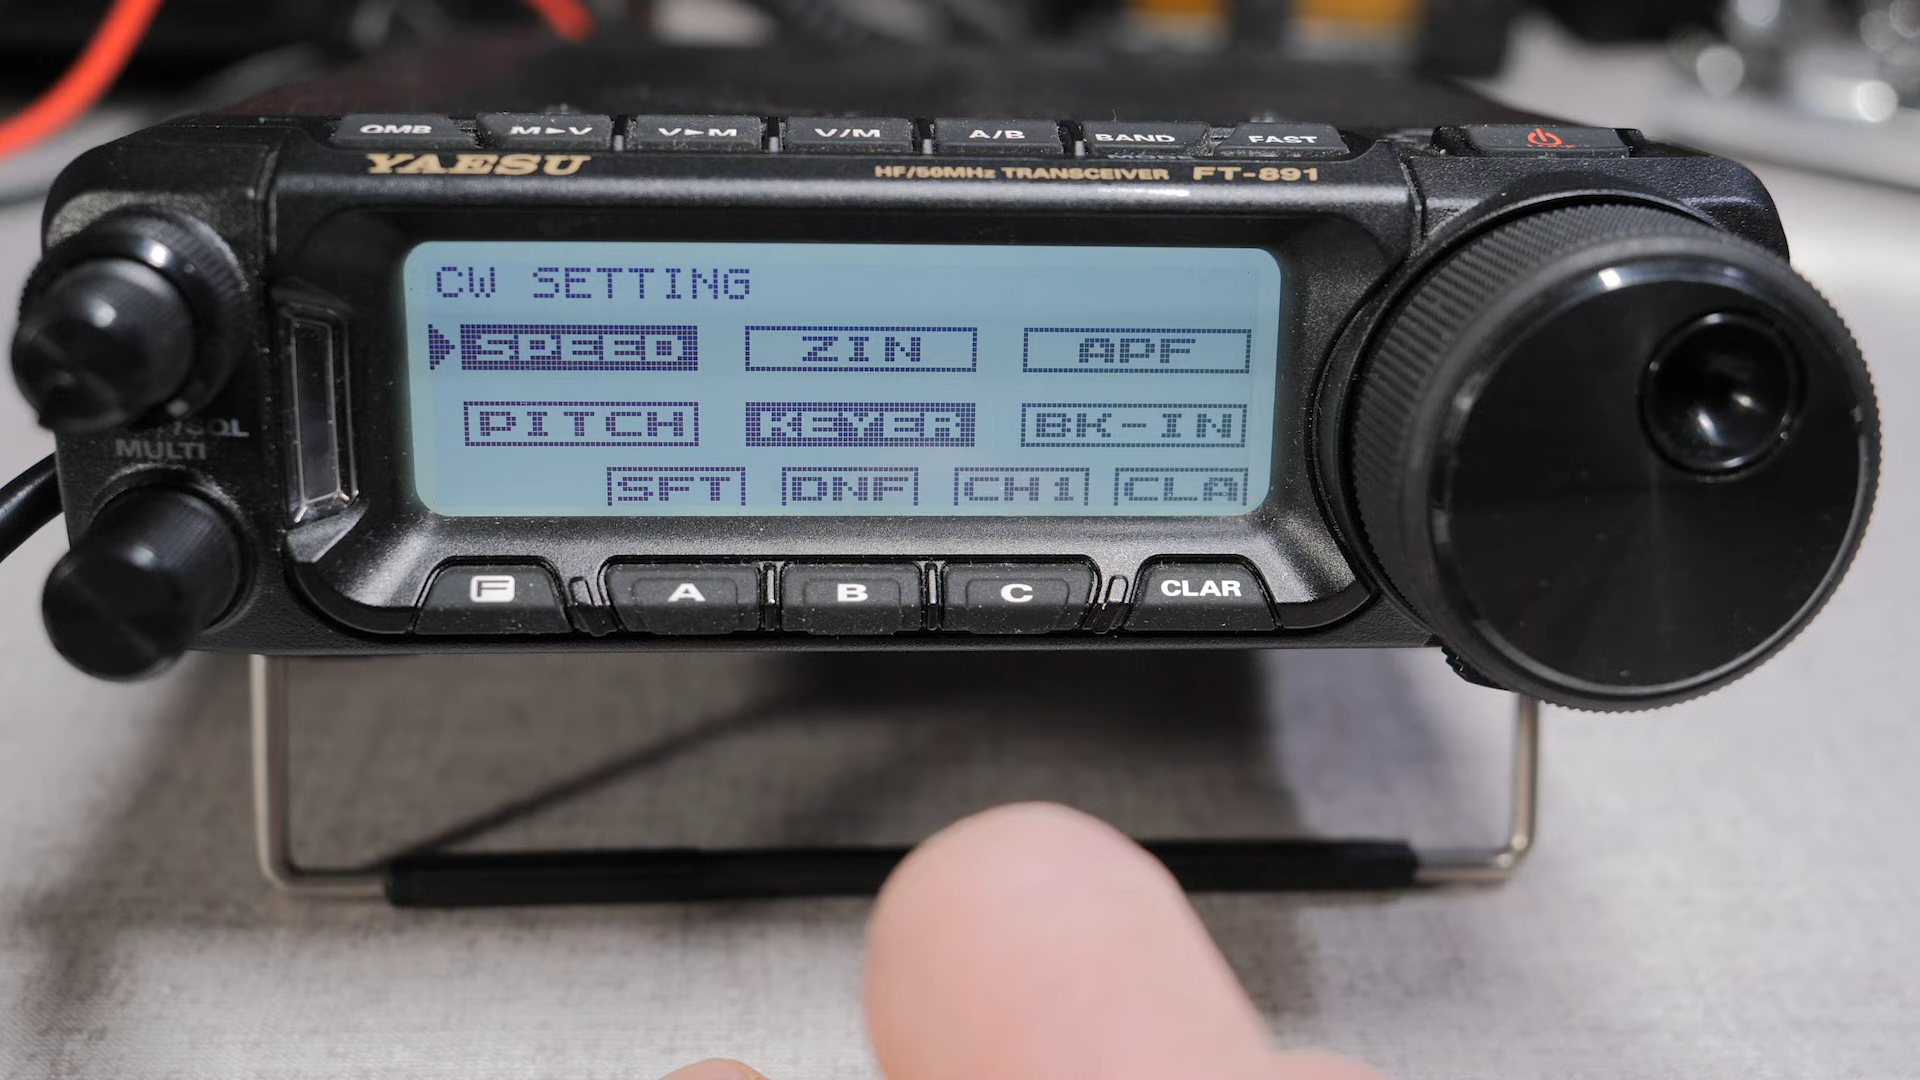 QMB M►V V►M V/M A/B BAND FAST
YAESU HF/50MHz TRANSCEIVER FT-891
CW SETTING
SPEED ZIN APF
PITCH KEYER BK-IN
SFT DNF CH1 CLA
/SQL
MULTI
F A B C CLAR